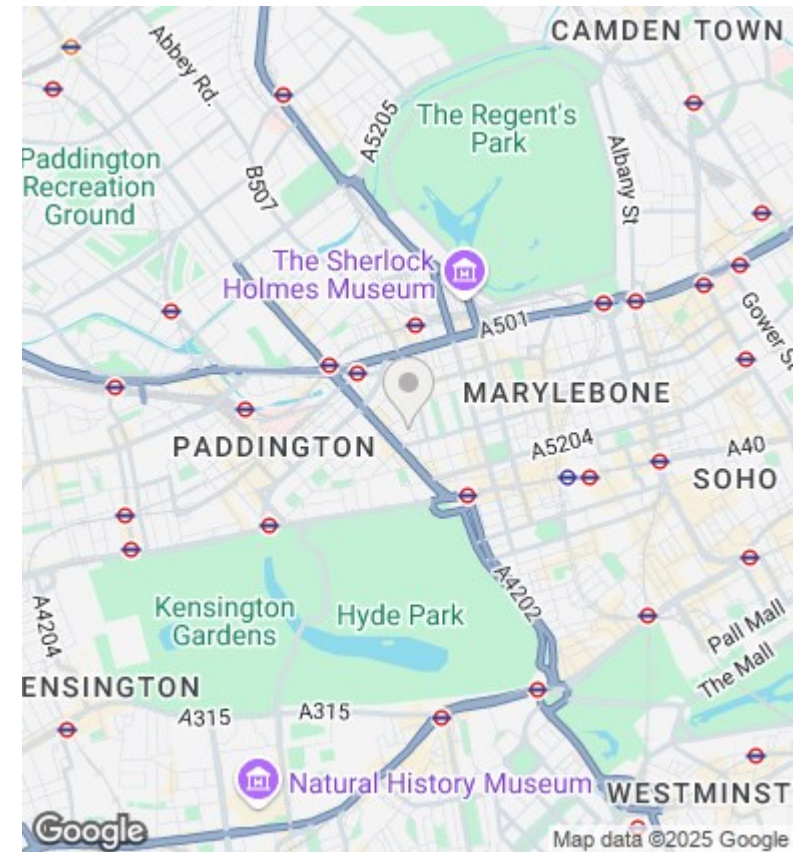 CAMDEN TOWN
Abbey Rd.
The Regent's
Park
A5205
Albany St
Paddington
Recreation
Ground
B507
The Sherlock
Holmes Museum
A501
Gower St
MARYLEBONE
PADDINGTON
A5204
A40
SOHO
A4202
Kensington
Gardens
Hyde Park
A4204
Pall Mall
The Mall
ENSINGTON
A315
A315
Natural History Museum
WESTMINST
Google
Map data ©2025 Google